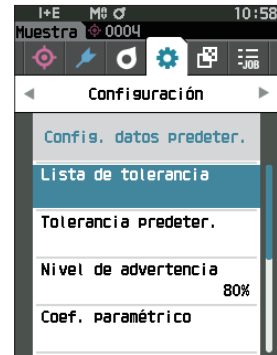 I+E M0 10:58
Muestra 0004
JOB
Configuración
Config. datos predeter.
Lista de tolerancia
Tolerancia predeter.
Nivel de advertencia
80%
Coef. paramétrico